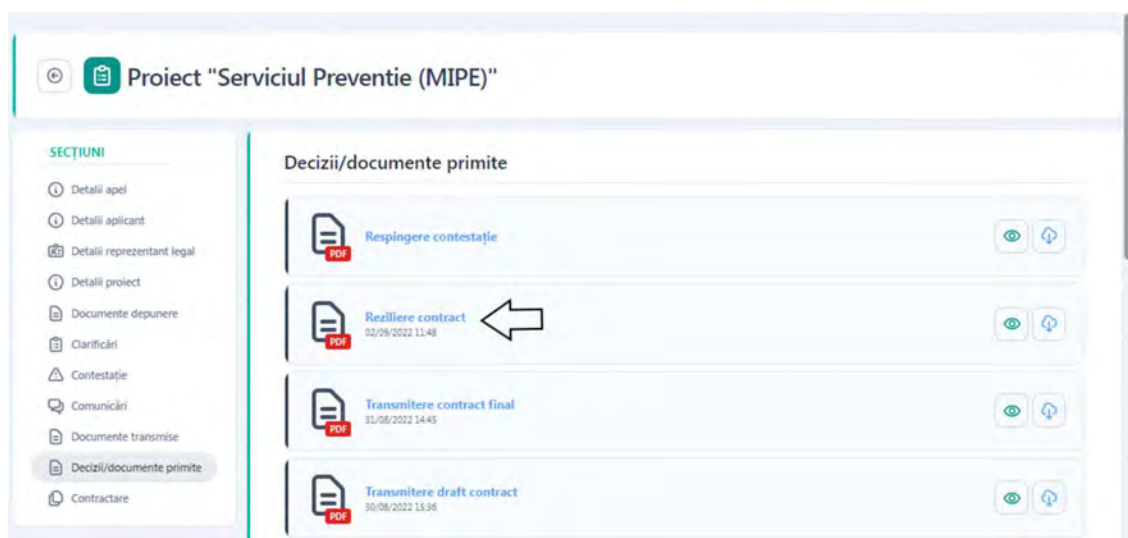 Proiect "Serviciul Preventie (MIPE)"
SECȚIUNI
Detalii apel
Detalii aplicant
Detalii reprezentant legal
Detalii proiect
Documente depunere
Clarificări
Contestație
Comunicări
Documente transmise
Decizii/documente primite
Contractare
Decizii/documente primite
PDF
Respingere contestație
PDF
Reziliere contract
02/09/2022 11:48
PDF
Transmitere contract final
31/08/2022 14:45
PDF
Transmitere draft contract
30/08/2022 15:36